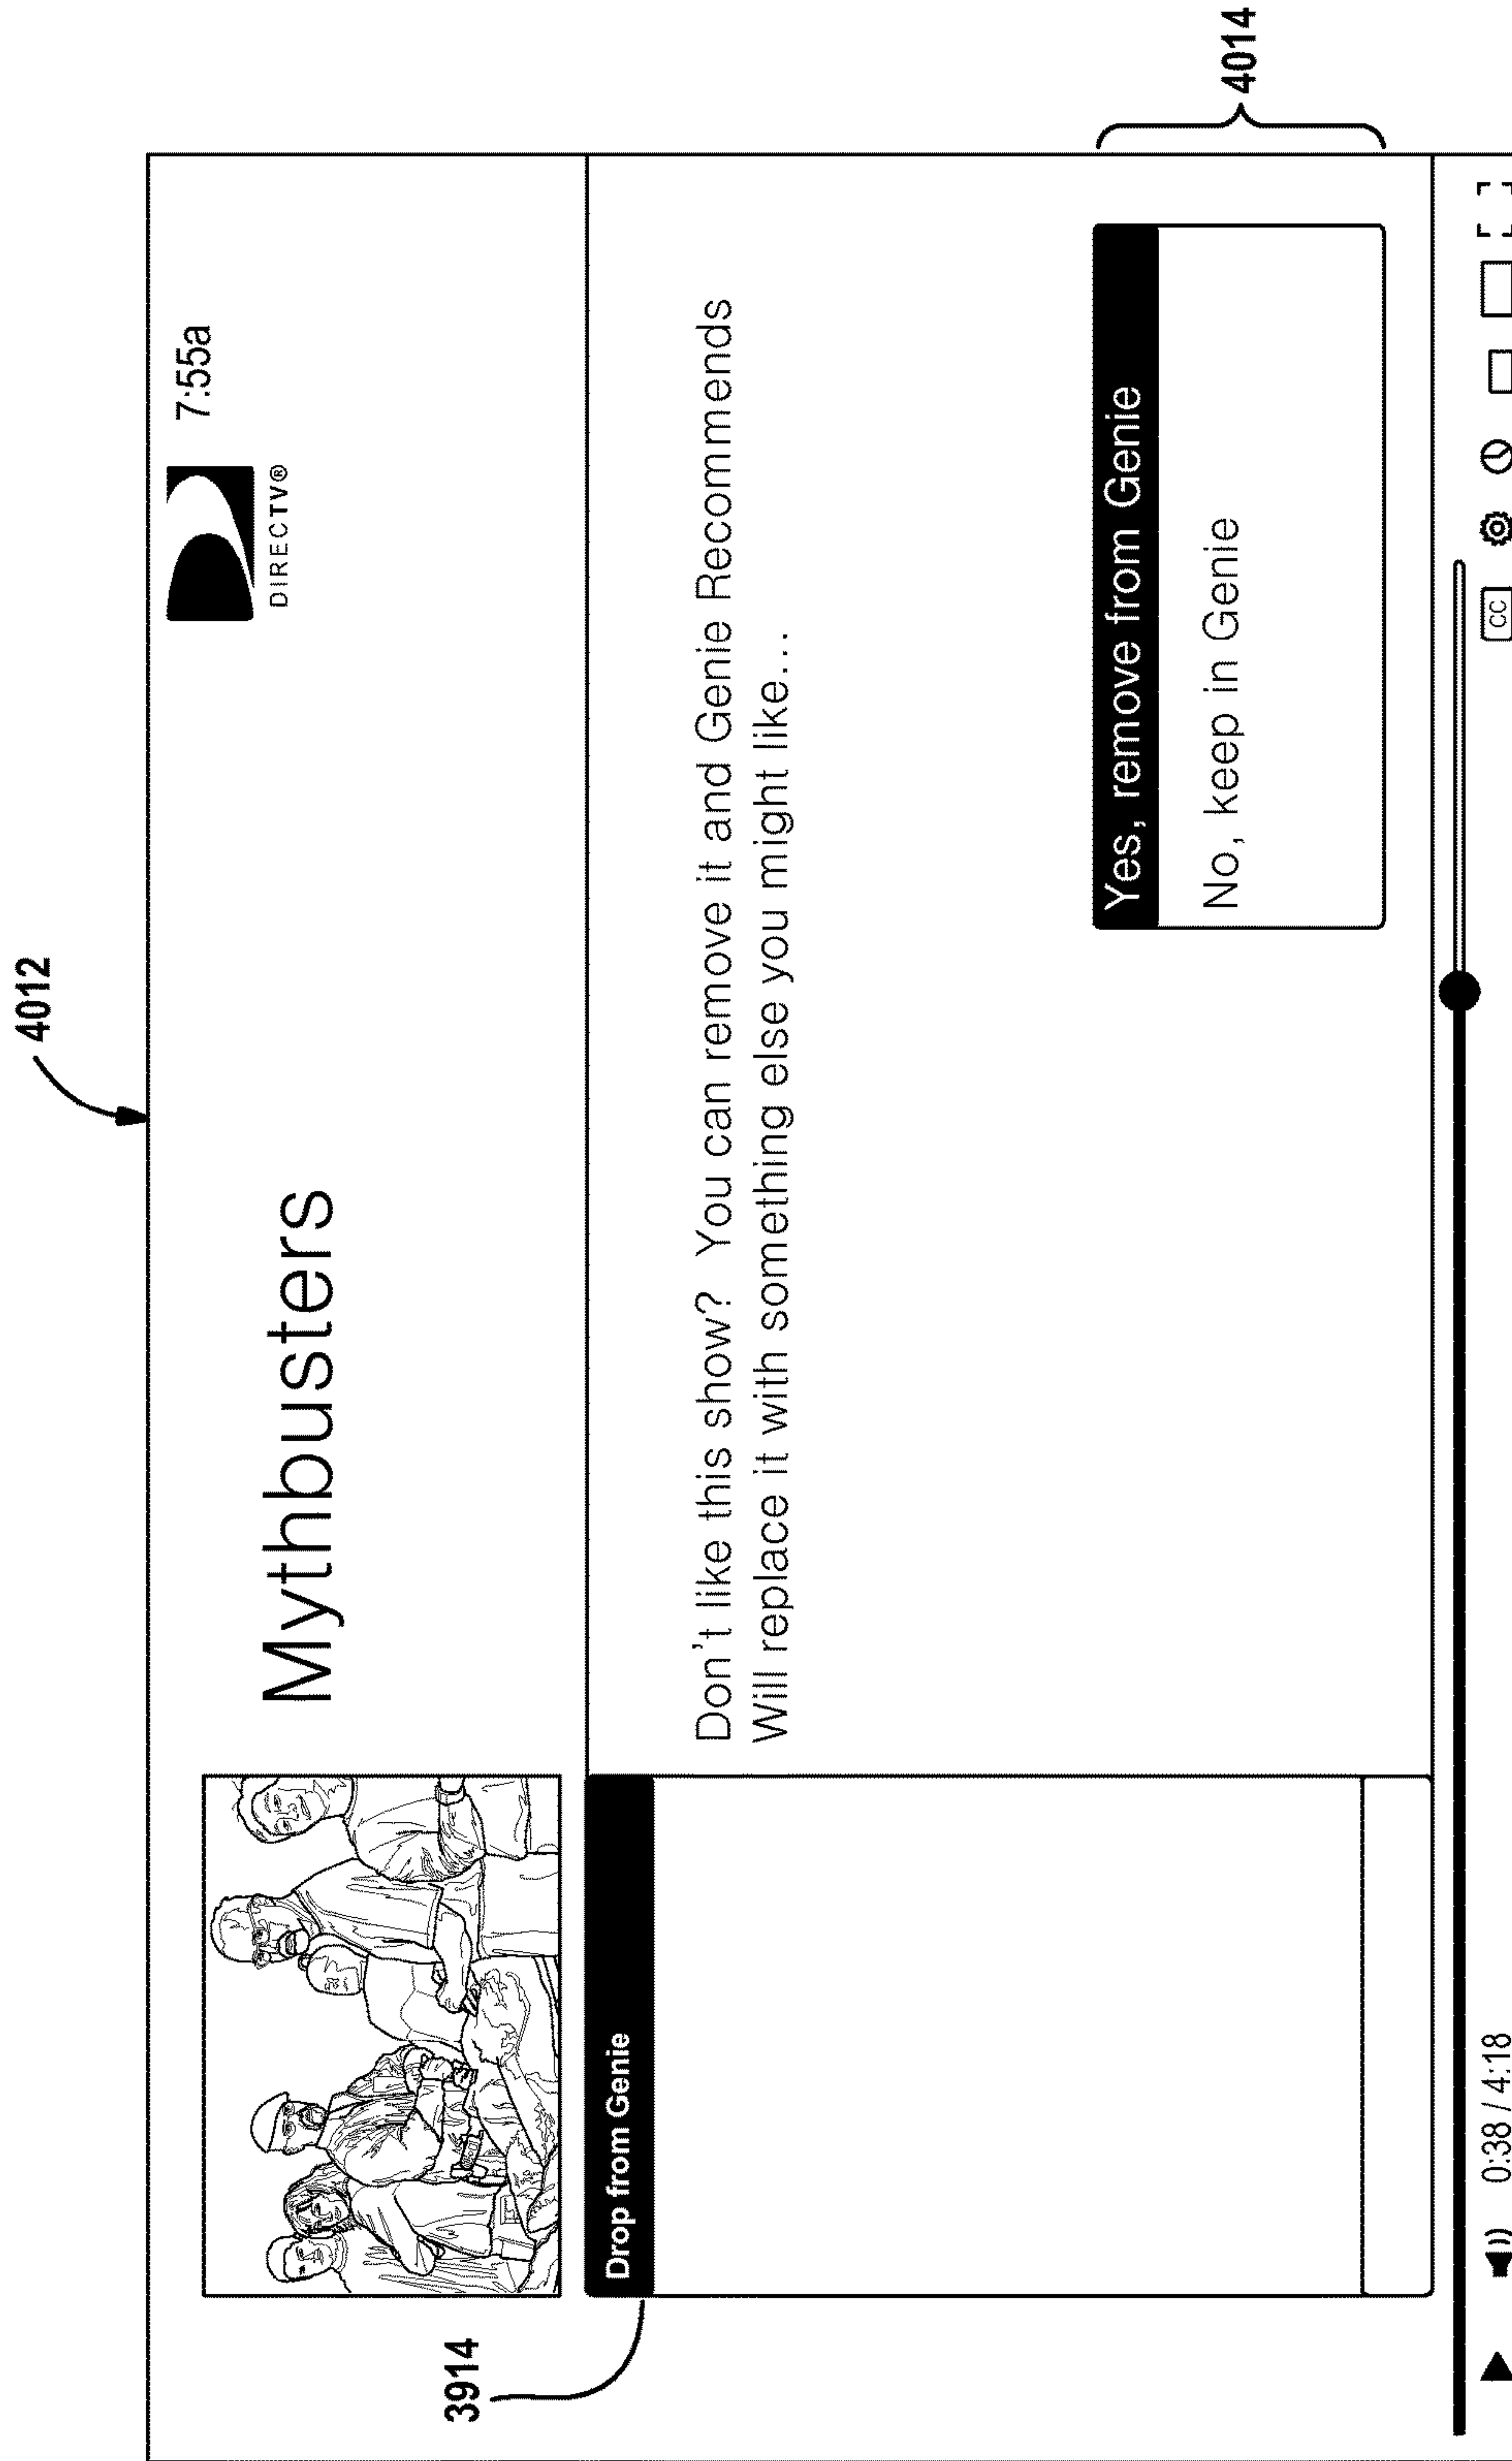 4012
Mythbusters
DIRECTV®
7:55a
3914
Drop from Genie
Don't like this show? You can remove it and Genie Recommends
Will replace it with something else you might like...
Yes, remove from Genie
No, keep in Genie
4014
0:38 / 4:18
CC